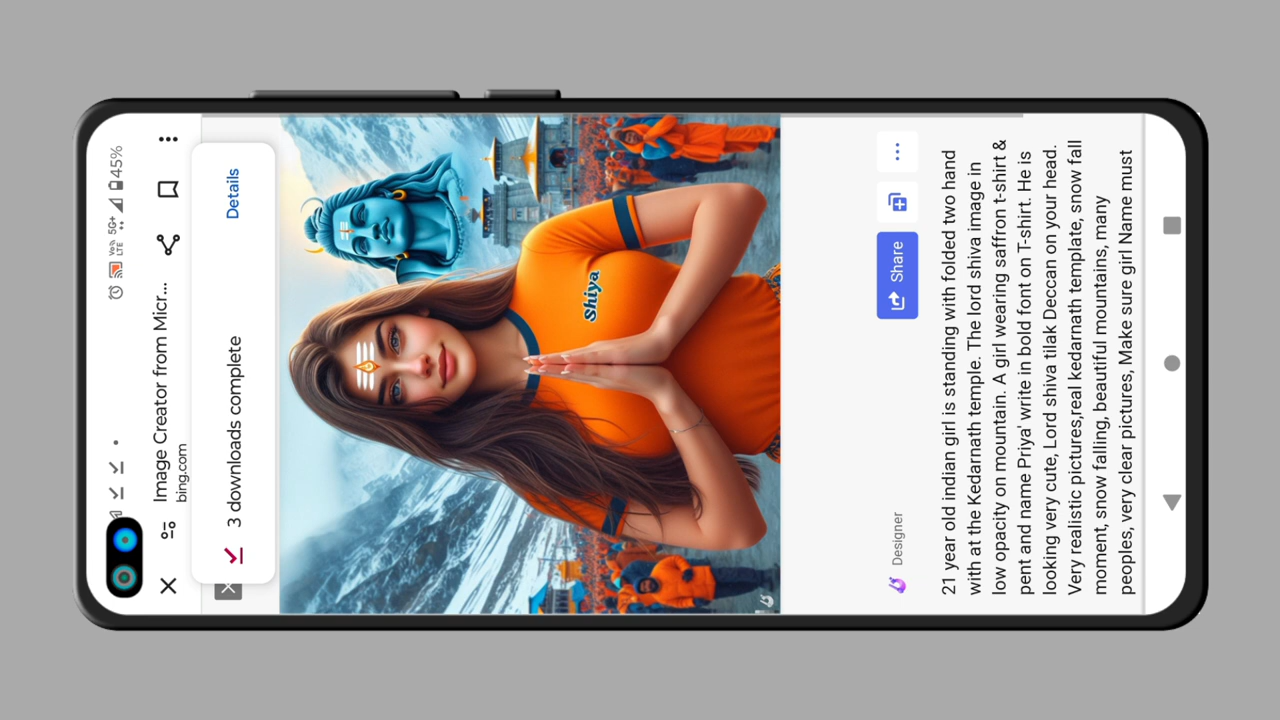 VoLTE 5G+ 45%
Image Creator from Micr...
bing.com
3 downloads complete
Details
Shiya
Designer
Share
21 year old indian girl is standing with folded two hand
with at the Kedarnath temple. The lord shiva image in
low opacity on mountain. A girl wearing saffron t-shirt &
pent and name Priya' write in bold font on T-shirt. He is
looking very cute, Lord shiva tilak Deccan on your head.
Very realistic pictures,real kedarnath template, snow fall
moment, snow falling, beautiful mountains, many
peoples, very clear pictures, Make sure girl Name must